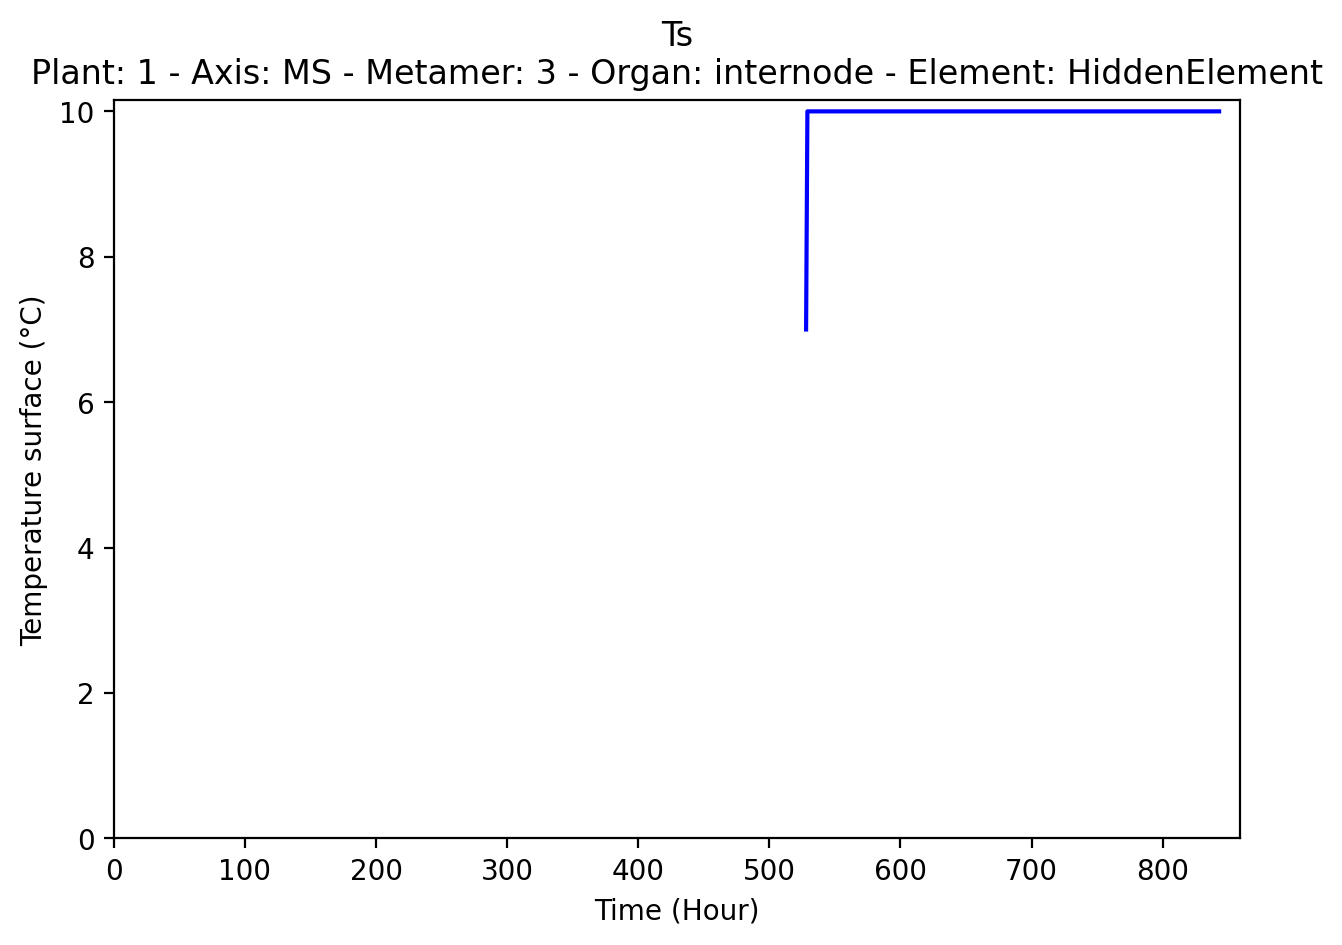 Ts
Plant: 1 - Axis: MS - Metamer: 3 - Organ: internode - Element: HiddenElement
10
8
6
4
2
0
Temperature surface (°C)
0 100 200 300 400 500 600 700 800
Time (Hour)